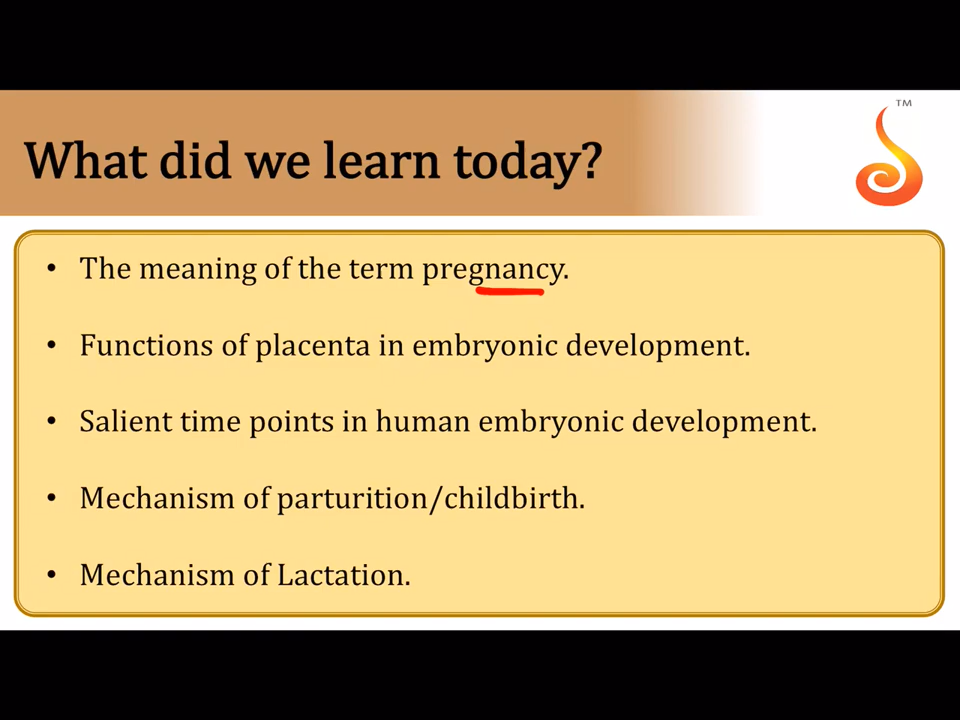 TM
What did we learn today?
• The meaning of the term pregnancy.
• Functions of placenta in embryonic development.
• Salient time points in human embryonic development.
• Mechanism of parturition/childbirth.
• Mechanism of Lactation.